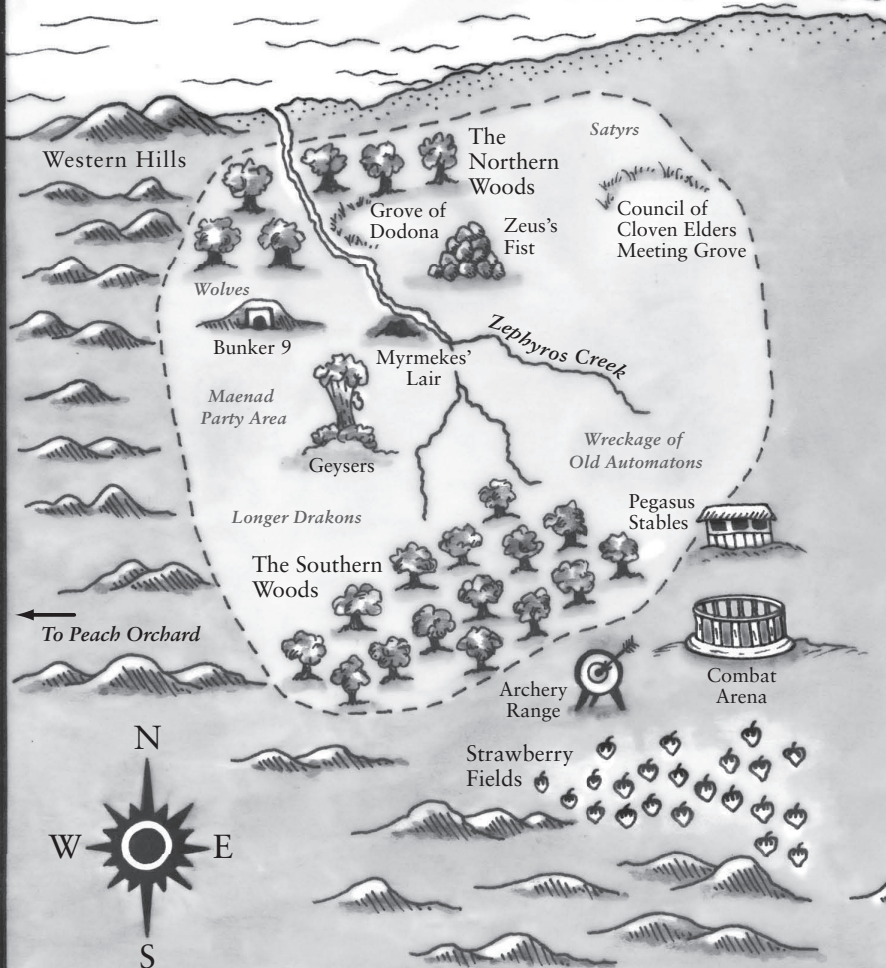 Satyrs
The
Northern
Woods
Western Hills
Grove of
Dodona
Zeus's
Fist
Council of
Cloven Elders
Meeting Grove
Wolves
Bunker 9
Myrmekes'
Lair
Zephyros Creek
Maenad
Party Area
Geysers
Wreckage of
Old Automatons
Longer Drakons
Pegasus
Stables
The Southern
Woods
To Peach Orchard
Archery
Range
Combat
Arena
Strawberry
Fields
N
W
E
S